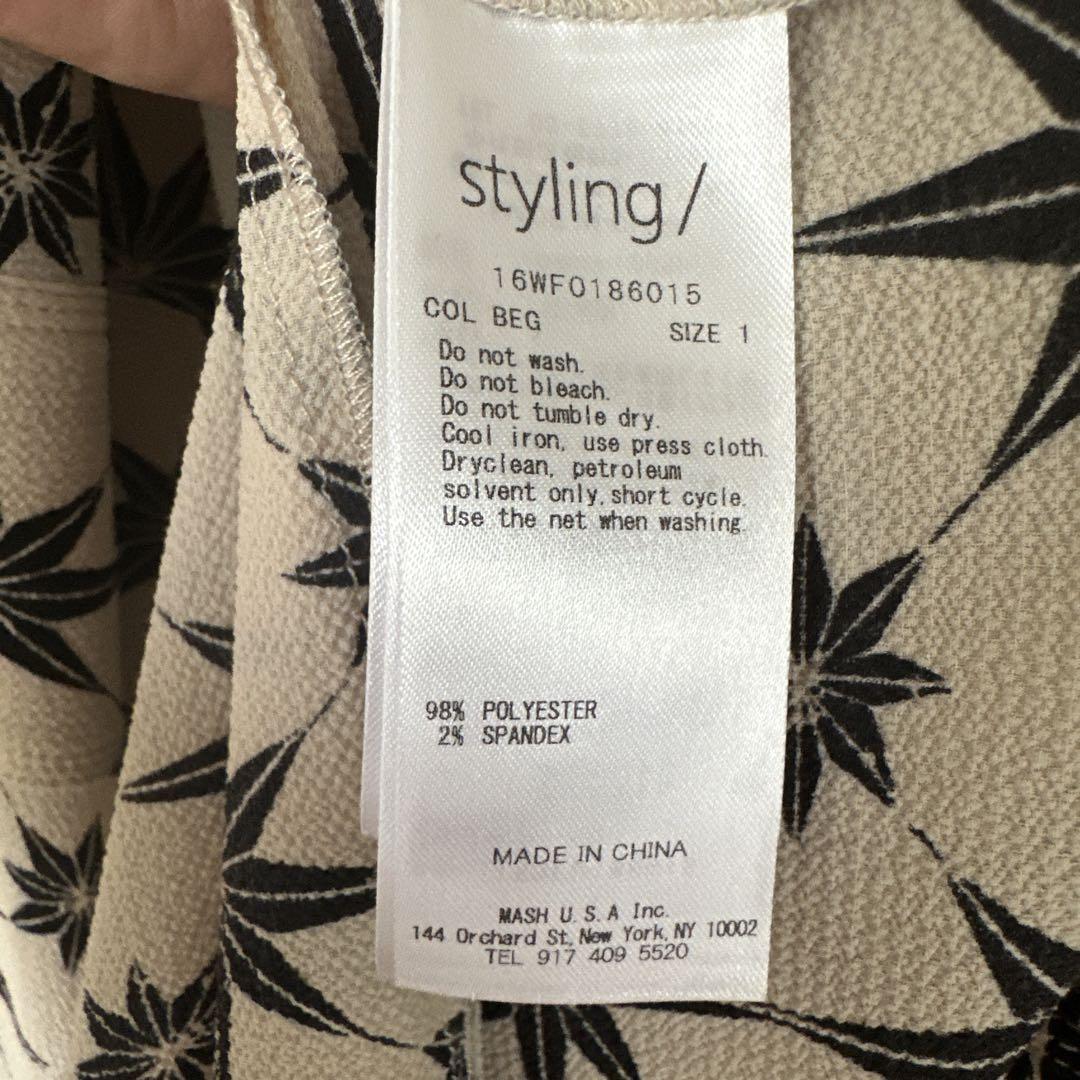 styling/
16WF0186015
COL BEG SIZE 1
Do not wash.
Do not bleach.
Do not tumble dry.
Cool iron, use press cloth.
Dryclean, petroleum
solvent only, short cycle.
Use the net when washing.
98% POLYESTER
2% SPANDEX
MADE IN CHINA
MASH U.S.A Inc.
144 Orchard St, New York, NY 10002
TEL 917 409 5520